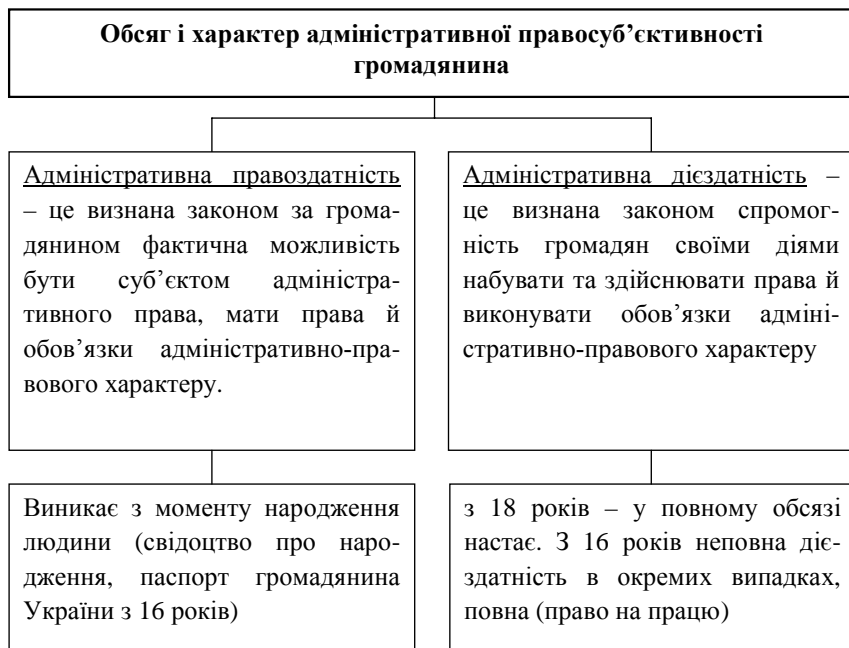 Обсяг і характер адміністративної правосуб’єктивності
громадянина
Адміністративна правоздатність
– це визнана законом за грома-
дянином фактична можливість
бути суб’єктом адміністра-
тивного права, мати права й
обов’язки адміністративно-пра-
вового характеру.
Адміністративна дієздатність –
це визнана законом спромог-
ність громадян своїми діями
набувати та здійснювати права й
виконувати обов’язки адміні-
стративно-правового характеру
Виникає з моменту народження
людини (свідоцтво про наро-
дження, паспорт громадянина
України з 16 років)
з 18 років – у повному обсязі
настає. З 16 років неповна діє-
здатність в окремих випадках,
повна (право на працю)